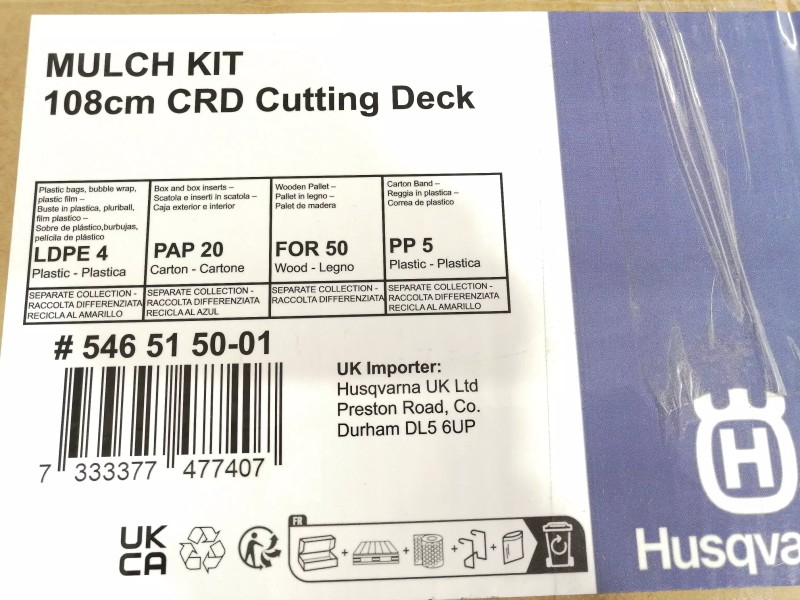 MULCH KIT
108cm CRD Cutting Deck
Plastic bags, bubble wrap,
plastic film –
Buste in plastica, pluriball,
film plastico –
Sobre de plástico,burbujas,
película de plástico
LDPE 4
Plastic - Plastica
SEPARATE COLLECTION -
RACCOLTA DIFFERENZIATA
RECICLA AL AMARILLO
Box and box inserts –
Scatola e inserti in scatola –
Caja exterior e interior
PAP 20
Carton - Cartone
SEPARATE COLLECTION -
RACCOLTA DIFFERENZIATA
RECICLA AL AZUL
Wooden Pallet –
Pallet in legno –
Palet de madera
FOR 50
Wood - Legno
SEPARATE COLLECTION -
RACCOLTA DIFFERENZIATA
Carton Band –
Reggia in plastica –
Correa de plastico
PP 5
Plastic - Plastica
SEPARATE COLLECTION -
RACCOLTA DIFFERENZIATA
RECICLA AL AMARILLO
# 546 51 50-01
7 333377 477407
UK Importer:
Husqvarna UK Ltd
Preston Road, Co.
Durham DL5 6UP
UK
CA
FR
+ + + +
H
Husqva